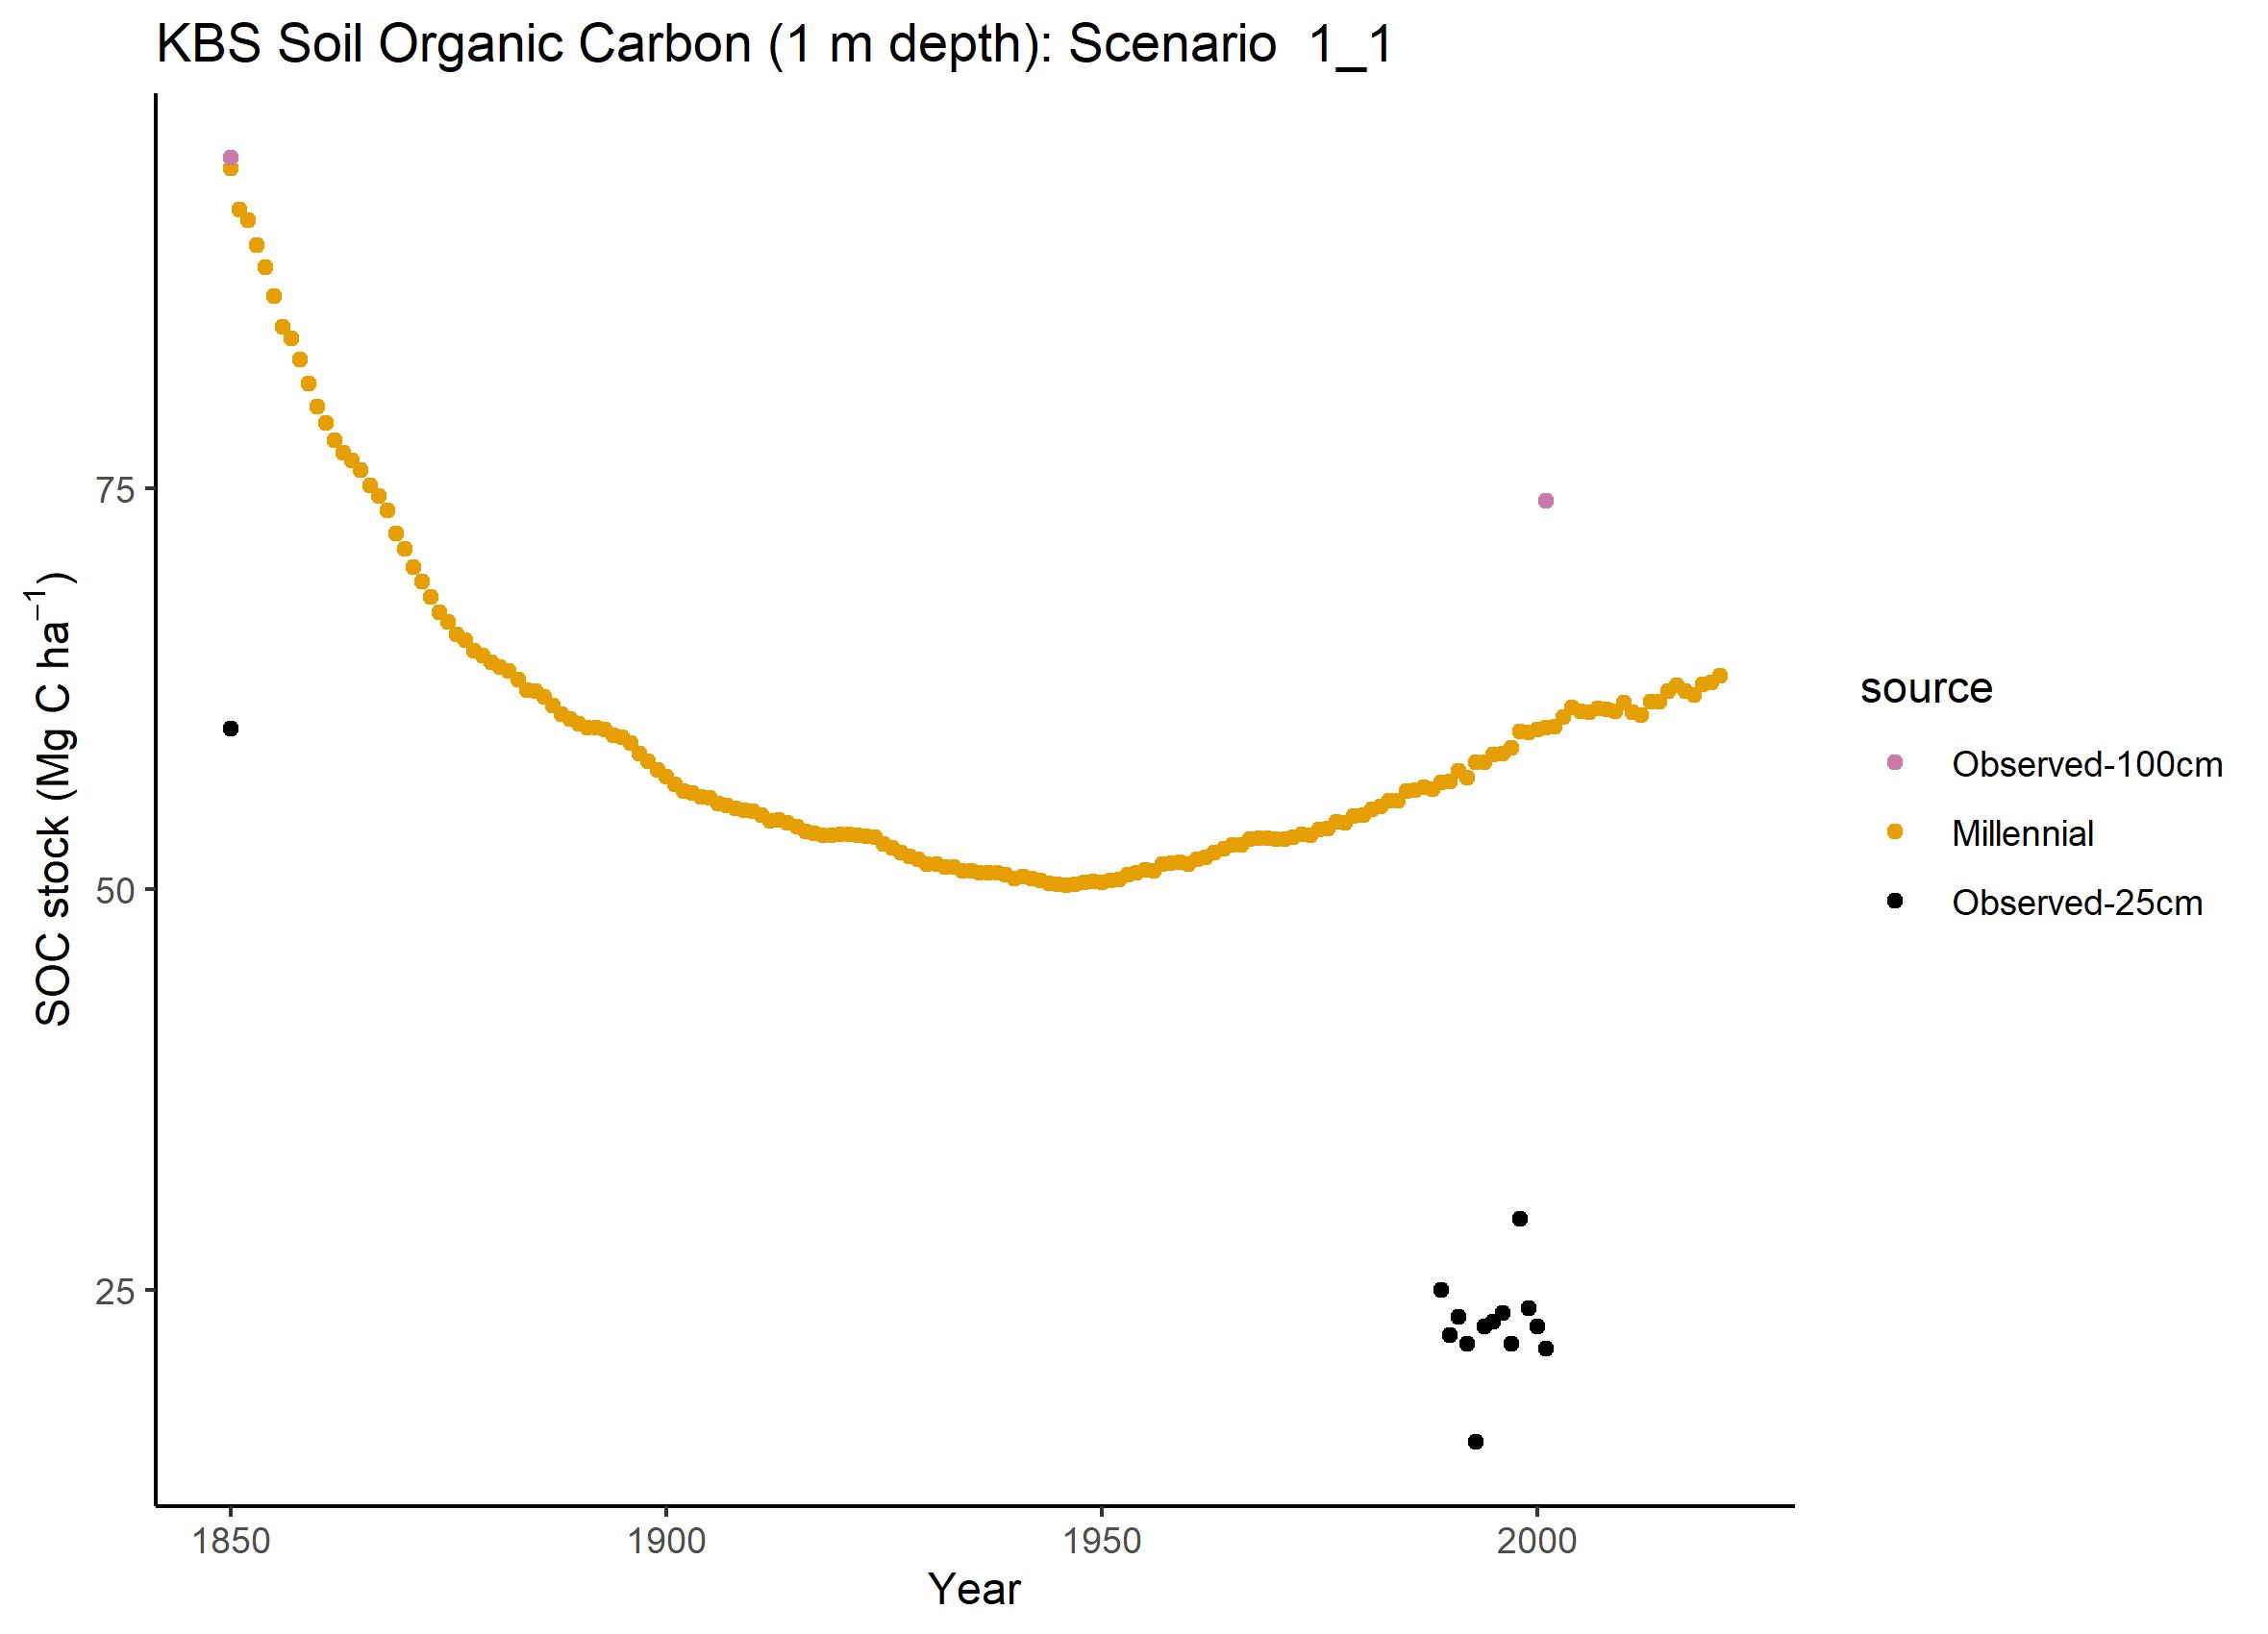 KBS Soil Organic Carbon (1 m depth): Scenario  1_1
SOC stock (Mg C ha⁻¹)
75
50
25
1850
1900
1950
2000
Year
source
Observed-100cm
Millennial
Observed-25cm